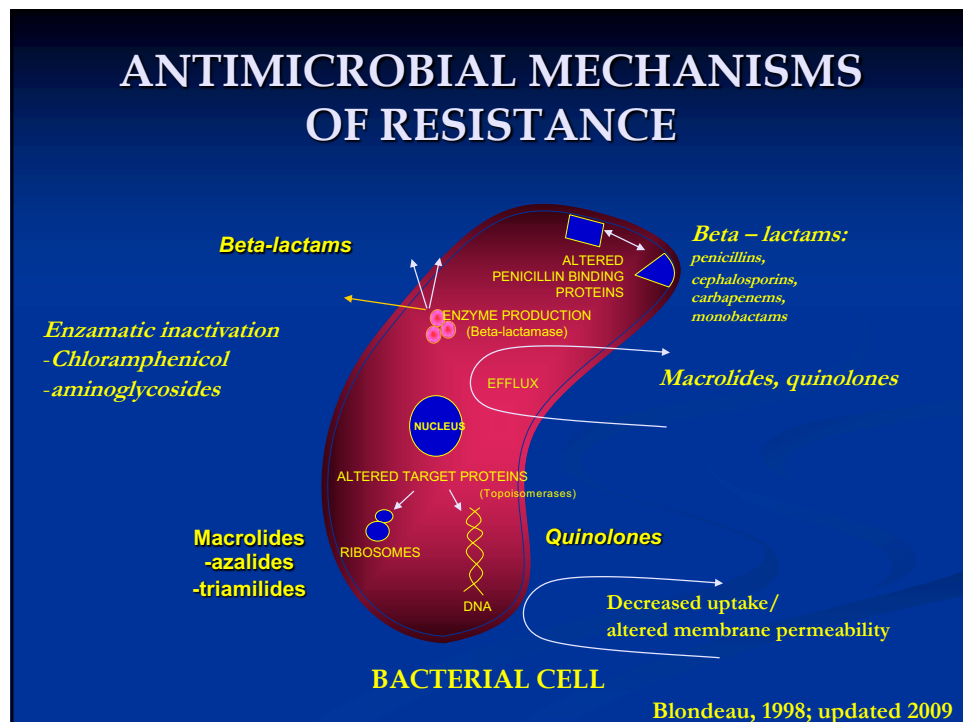 ANTIMICROBIAL MECHANISMS
OF RESISTANCE
Beta-lactams
ALTERED
PENICILLIN BINDING
PROTEINS
Beta – lactams:
penicillins,
cephalosporins,
carbapenems,
monobactams
ENZYME PRODUCTION
(Beta-lactamase)
Enzamatic inactivation
-Chloramphenicol
-aminoglycosides
EFFLUX
Macrolides, quinolones
NUCLEUS
ALTERED TARGET PROTEINS
(Topoisomerases)
Macrolides
-azalides
-triamilides
RIBOSOMES
Quinolones
DNA
Decreased uptake/
altered membrane permeability
BACTERIAL CELL
Blondeau, 1998; updated 2009